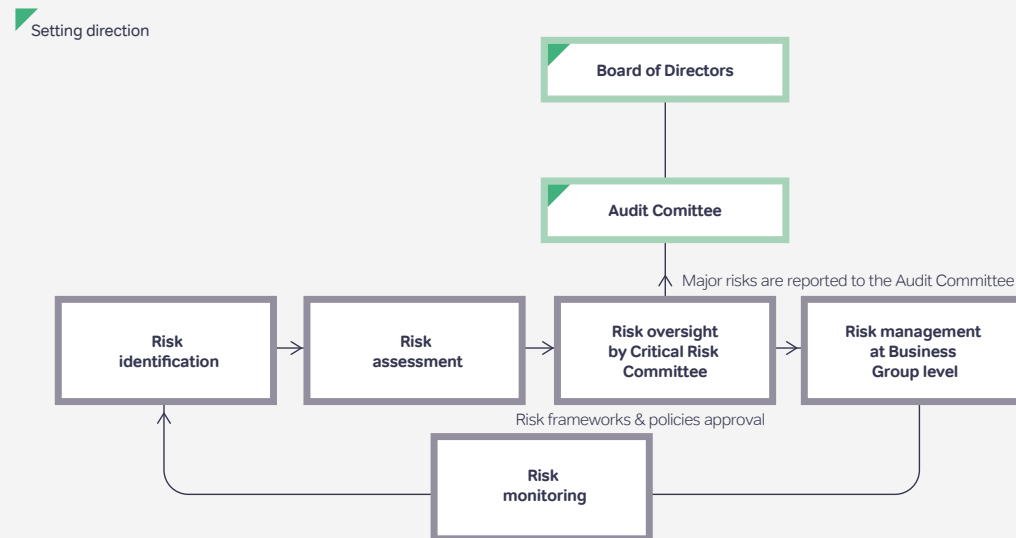 Setting direction
Board of Directors
Audit Comittee
Major risks are reported to the Audit Committee
Risk
identification
Risk
assessment
Risk oversight
by Critical Risk
Committee
Risk management
at Business
Group level
Risk frameworks & policies approval
Risk
monitoring